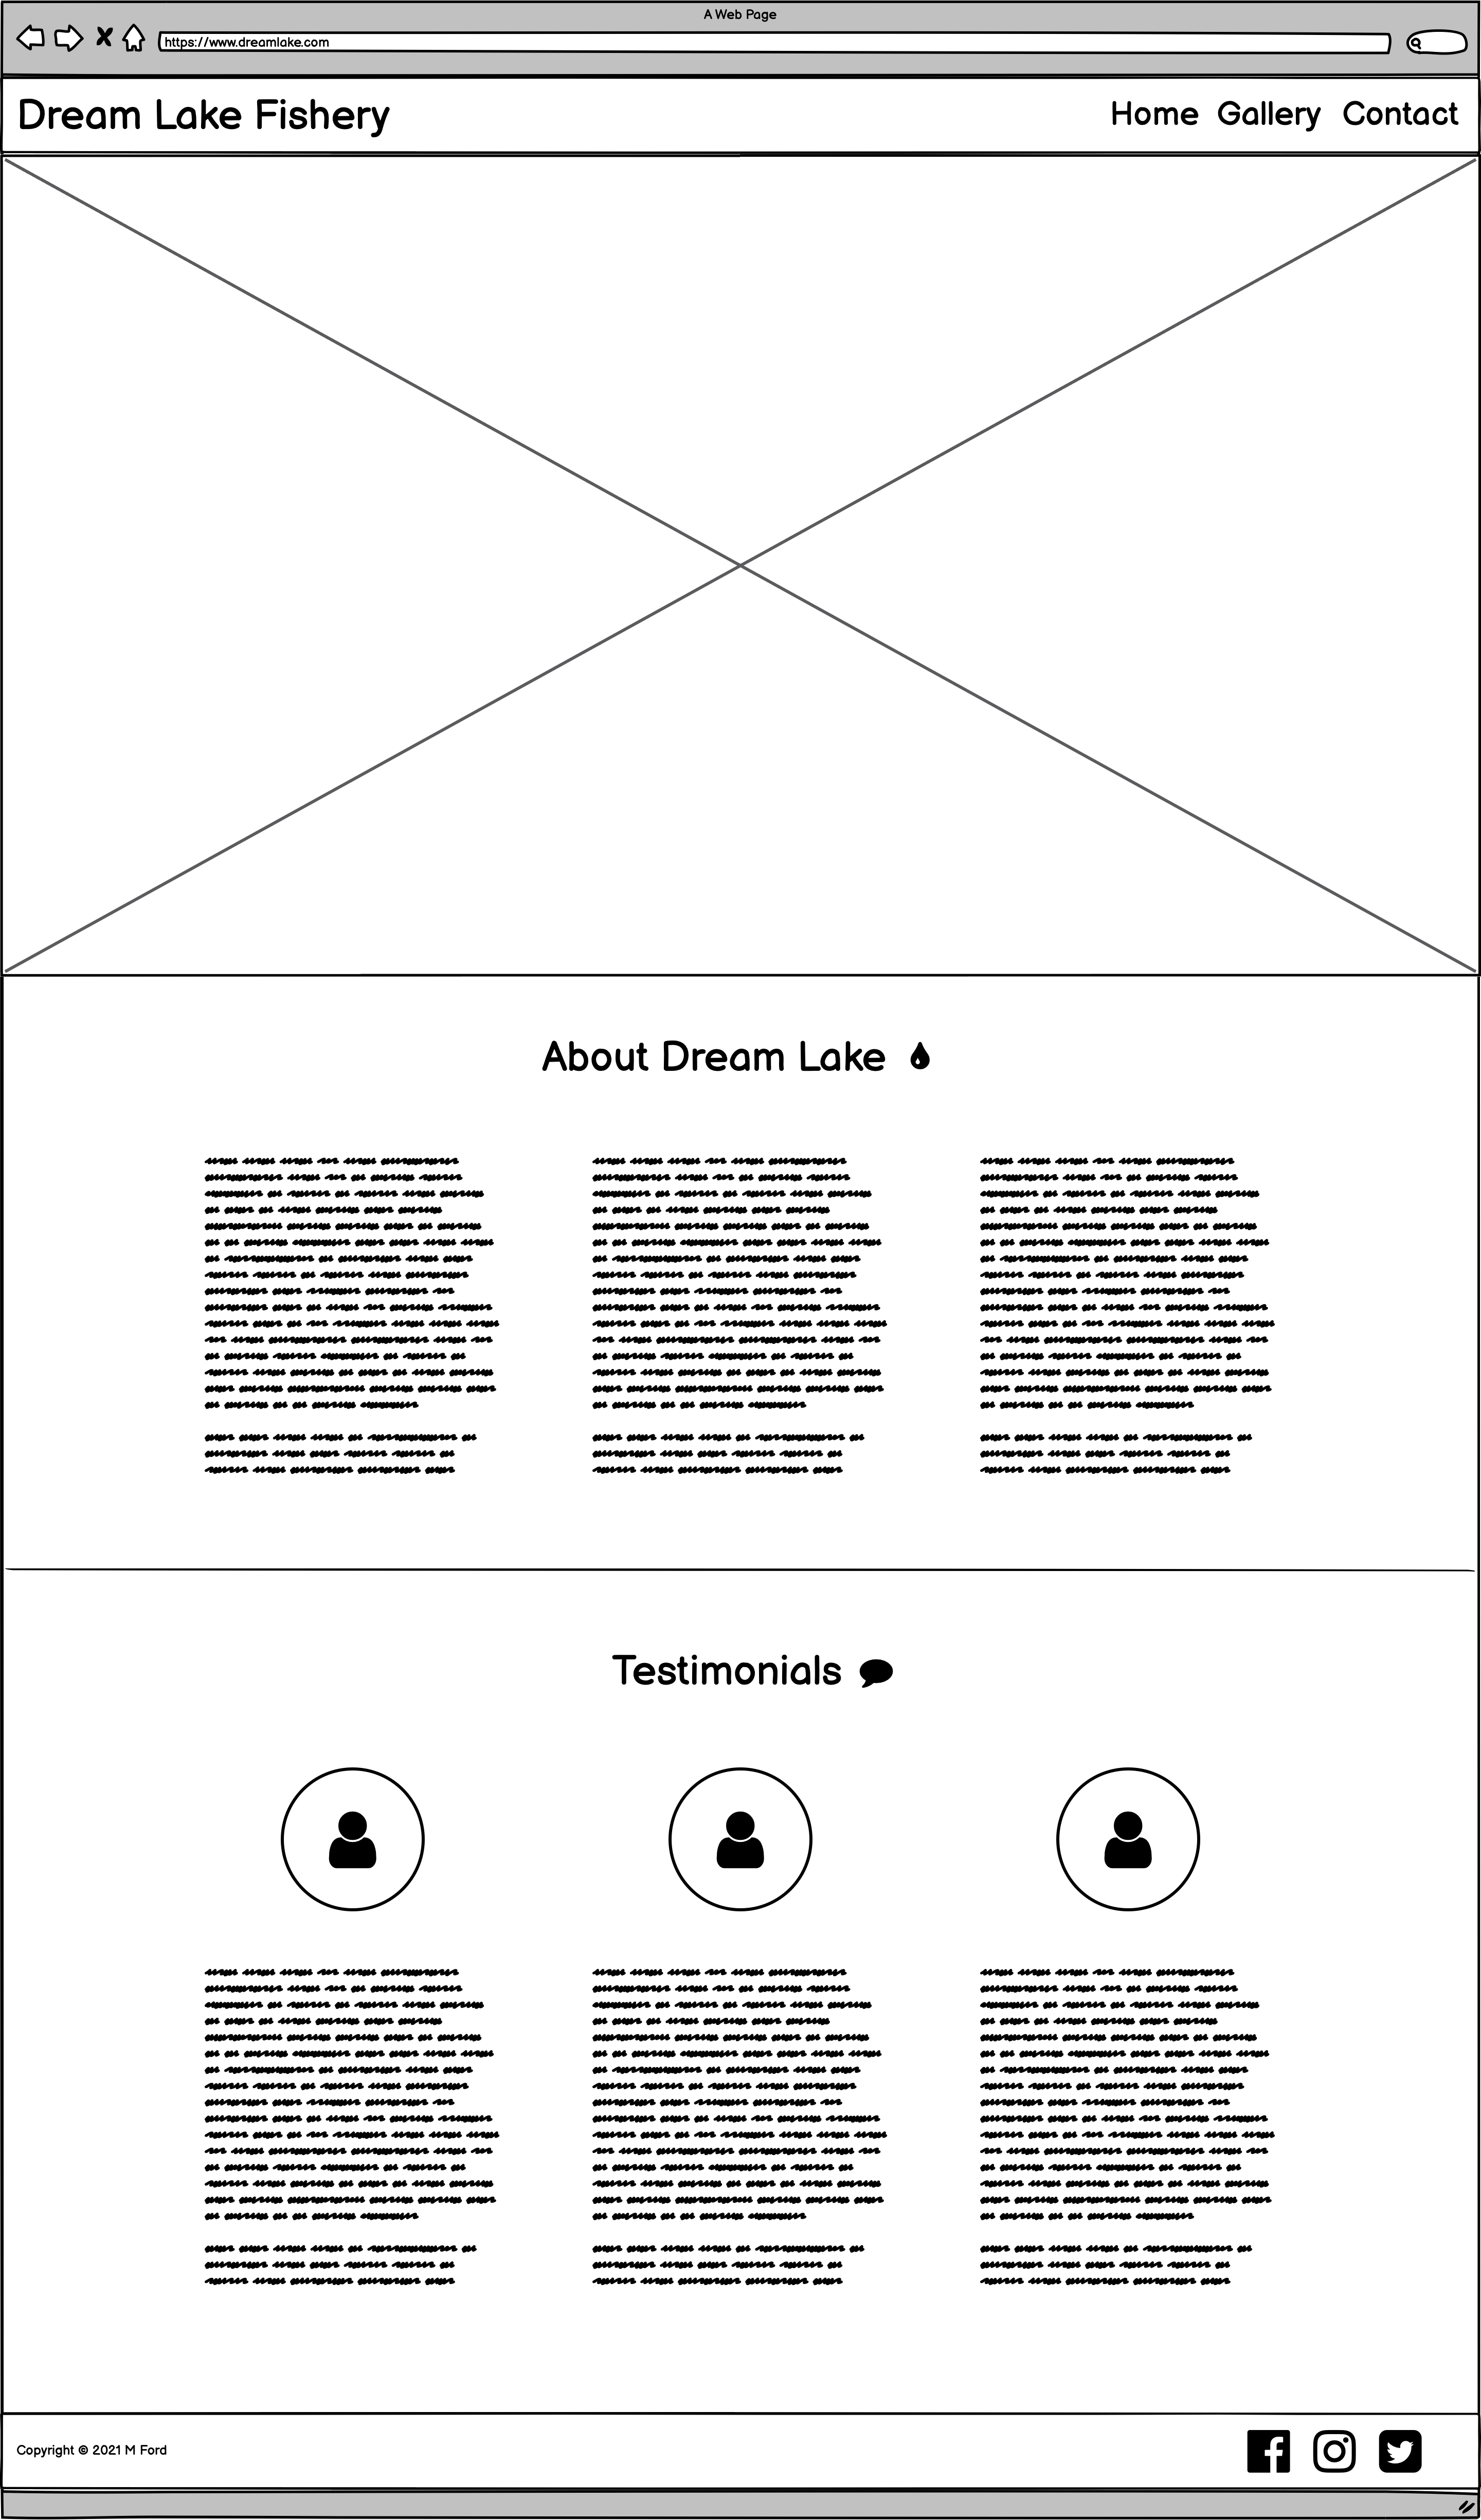 A Web Page
https://www.dreamlake.com
Dream Lake Fishery
Home Gallery Contact
About Dream Lake
Testimonials
Copyright © 2021 M Ford